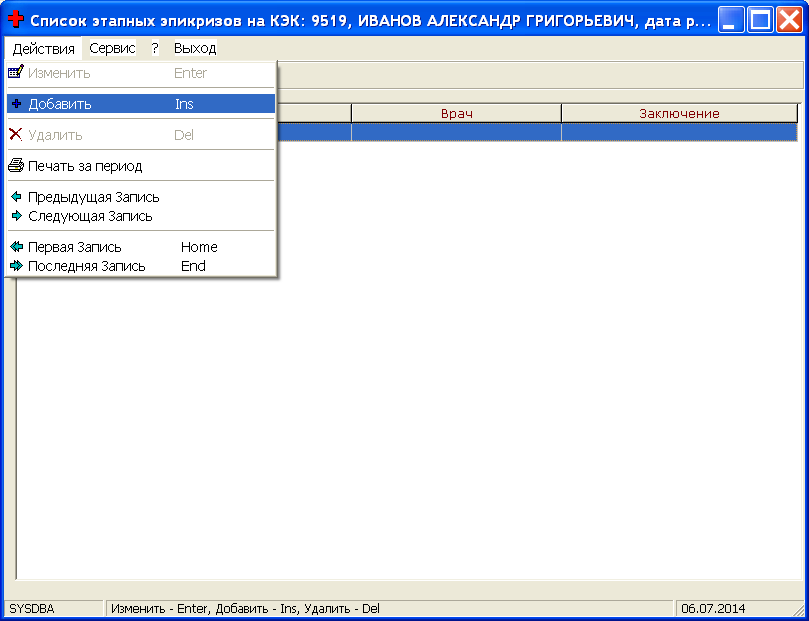 Список этапных эпикризов на КЭК: 9519, ИВАНОВ АЛЕКСАНДР ГРИГОРЬЕВИЧ, дата р...
Действия Сервис ? Выход
Изменить Enter
Добавить Ins
Врач Заключение
Удалить Del
Печать за период
Предыдущая Запись
Следующая Запись
Первая Запись Home
Последняя Запись End
SYSDBA Изменить - Enter, Добавить - Ins, Удалить - Del 06.07.2014